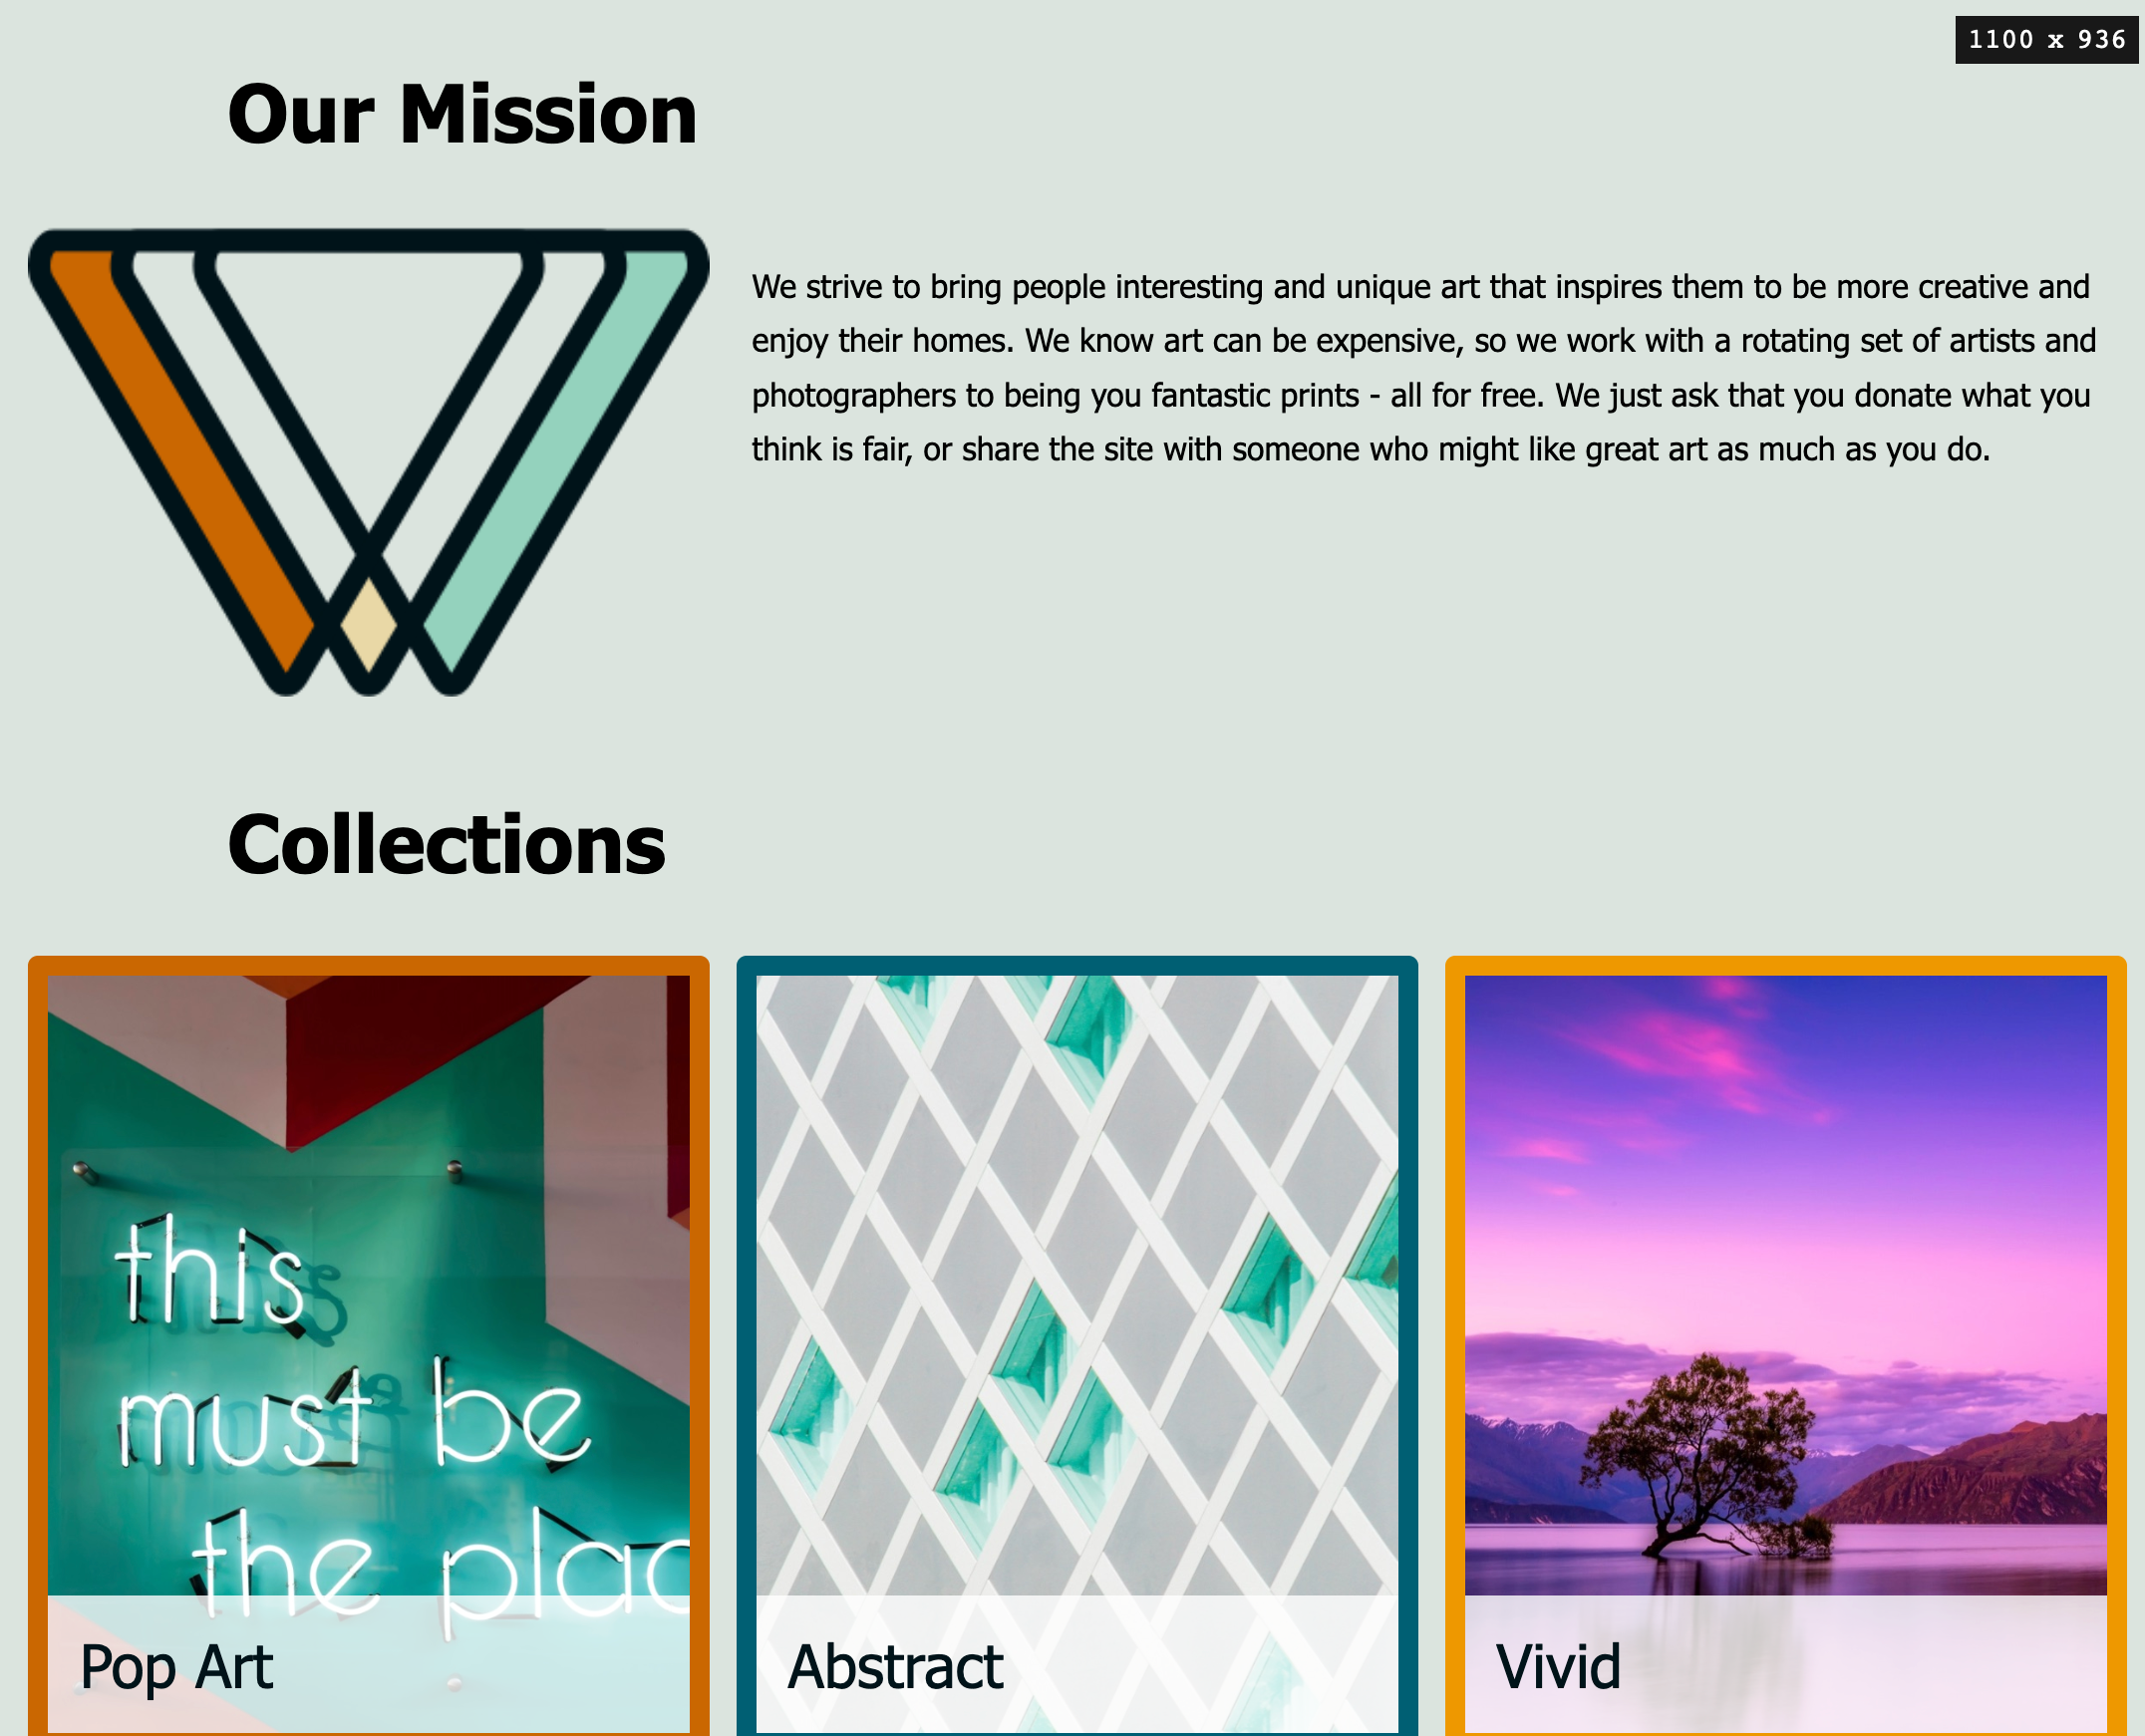 1100 x 936
Our Mission
We strive to bring people interesting and unique art that inspires them to be more creative and
enjoy their homes. We know art can be expensive, so we work with a rotating set of artists and
photographers to being you fantastic prints - all for free. We just ask that you donate what you
think is fair, or share the site with someone who might like great art as much as you do.
Collections
this
must be
the plac
Pop Art
Abstract
Vivid